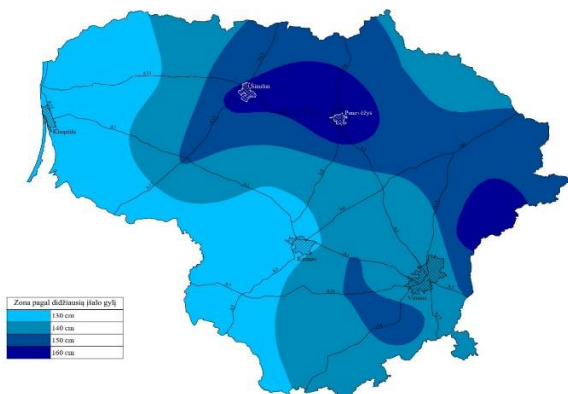 Šiauliai
Panevėžys
Klaipėda
Kaunas
Vilnius
Zona pagal didžiausią įšalo gylį
130 cm
140 cm
150 cm
160 cm